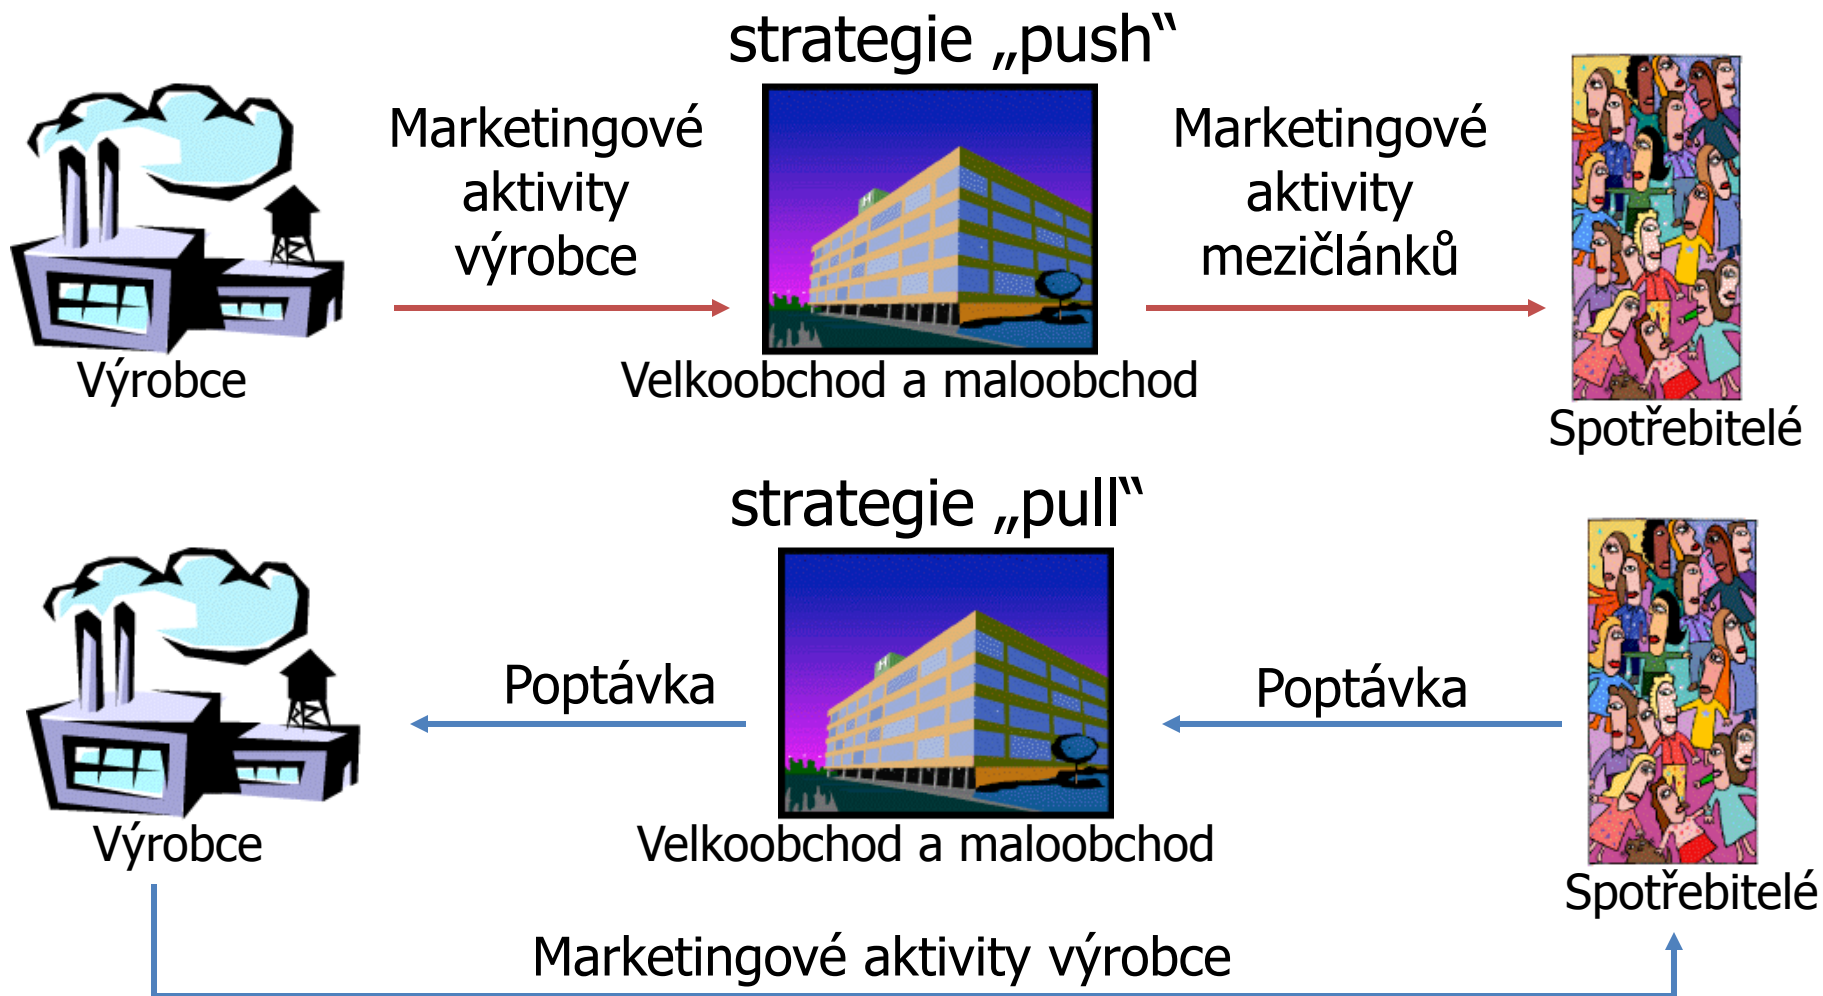 strategie „push“
Marketingové
aktivity
výrobce
Marketingové
aktivity
mezičlánků
Výrobce
Velkoobchod a maloobchod
Spotřebitelé
strategie „pull“
Poptávka
Poptávka
Výrobce
Velkoobchod a maloobchod
Spotřebitelé
Marketingové aktivity výrobce